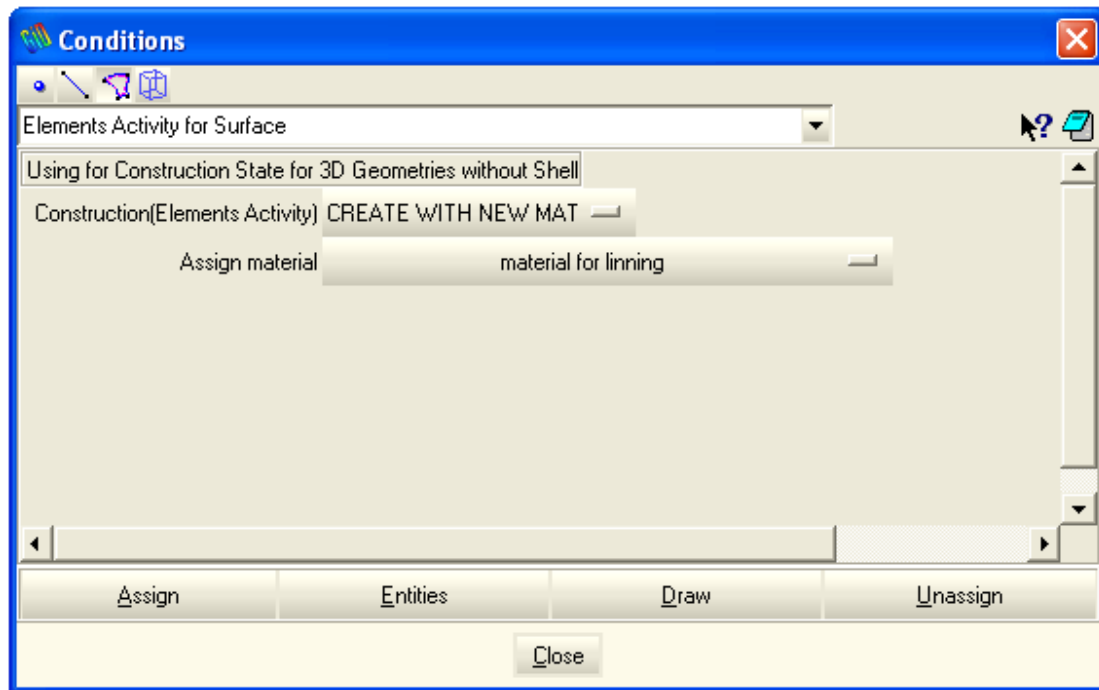 Conditions
Elements Activity for Surface
Using for Construction State for 3D Geometries without Shell
Construction(Elements Activity) CREATE WITH NEW MAT
Assign material material for linning
Assign Entities Draw Unassign
Close